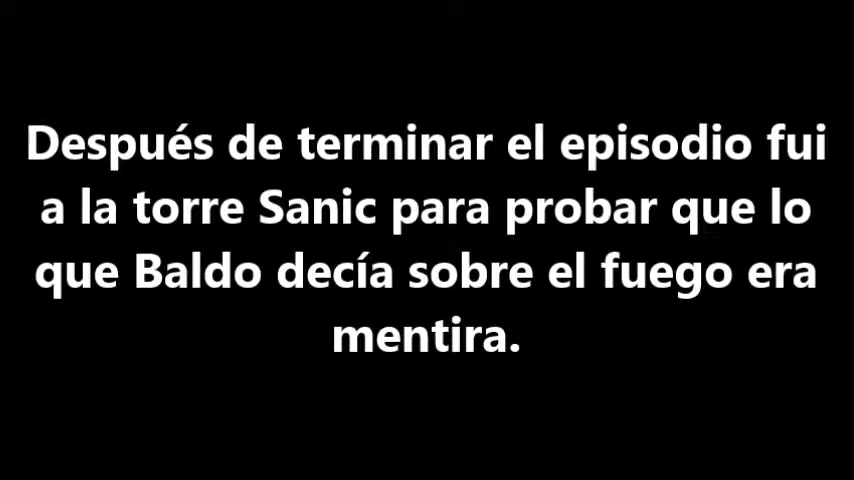 Después de terminar el episodio fui
a la torre Sanic para probar que lo
que Baldo decía sobre el fuego era
mentira.